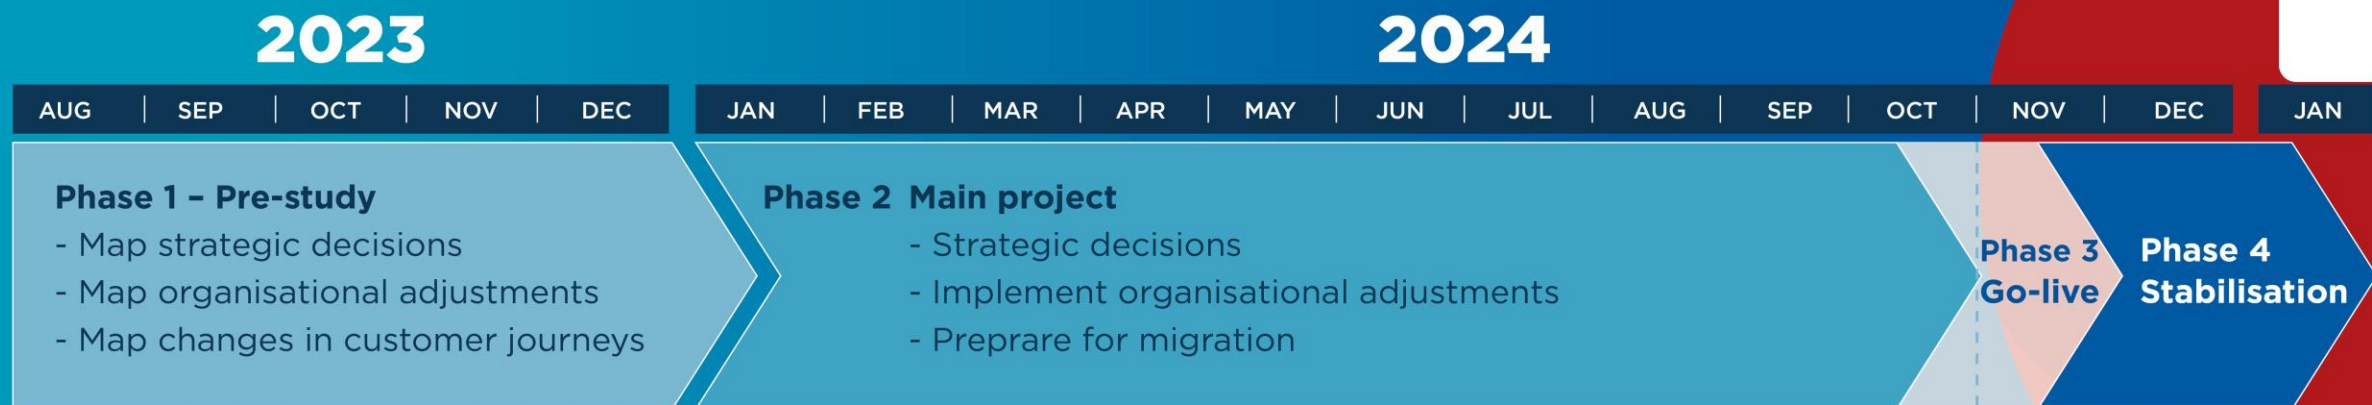 2023
2024
AUG | SEP | OCT | NOV | DEC
JAN | FEB | MAR | APR | MAY | JUN | JUL | AUG | SEP | OCT | NOV | DEC
JAN
Phase 1 – Pre-study
- Map strategic decisions
- Map organisational adjustments
- Map changes in customer journeys
Phase 2 Main project
- Strategic decisions
- Implement organisational adjustments
- Preprare for migration
Phase 3
Go-live
Phase 4
Stabilisation